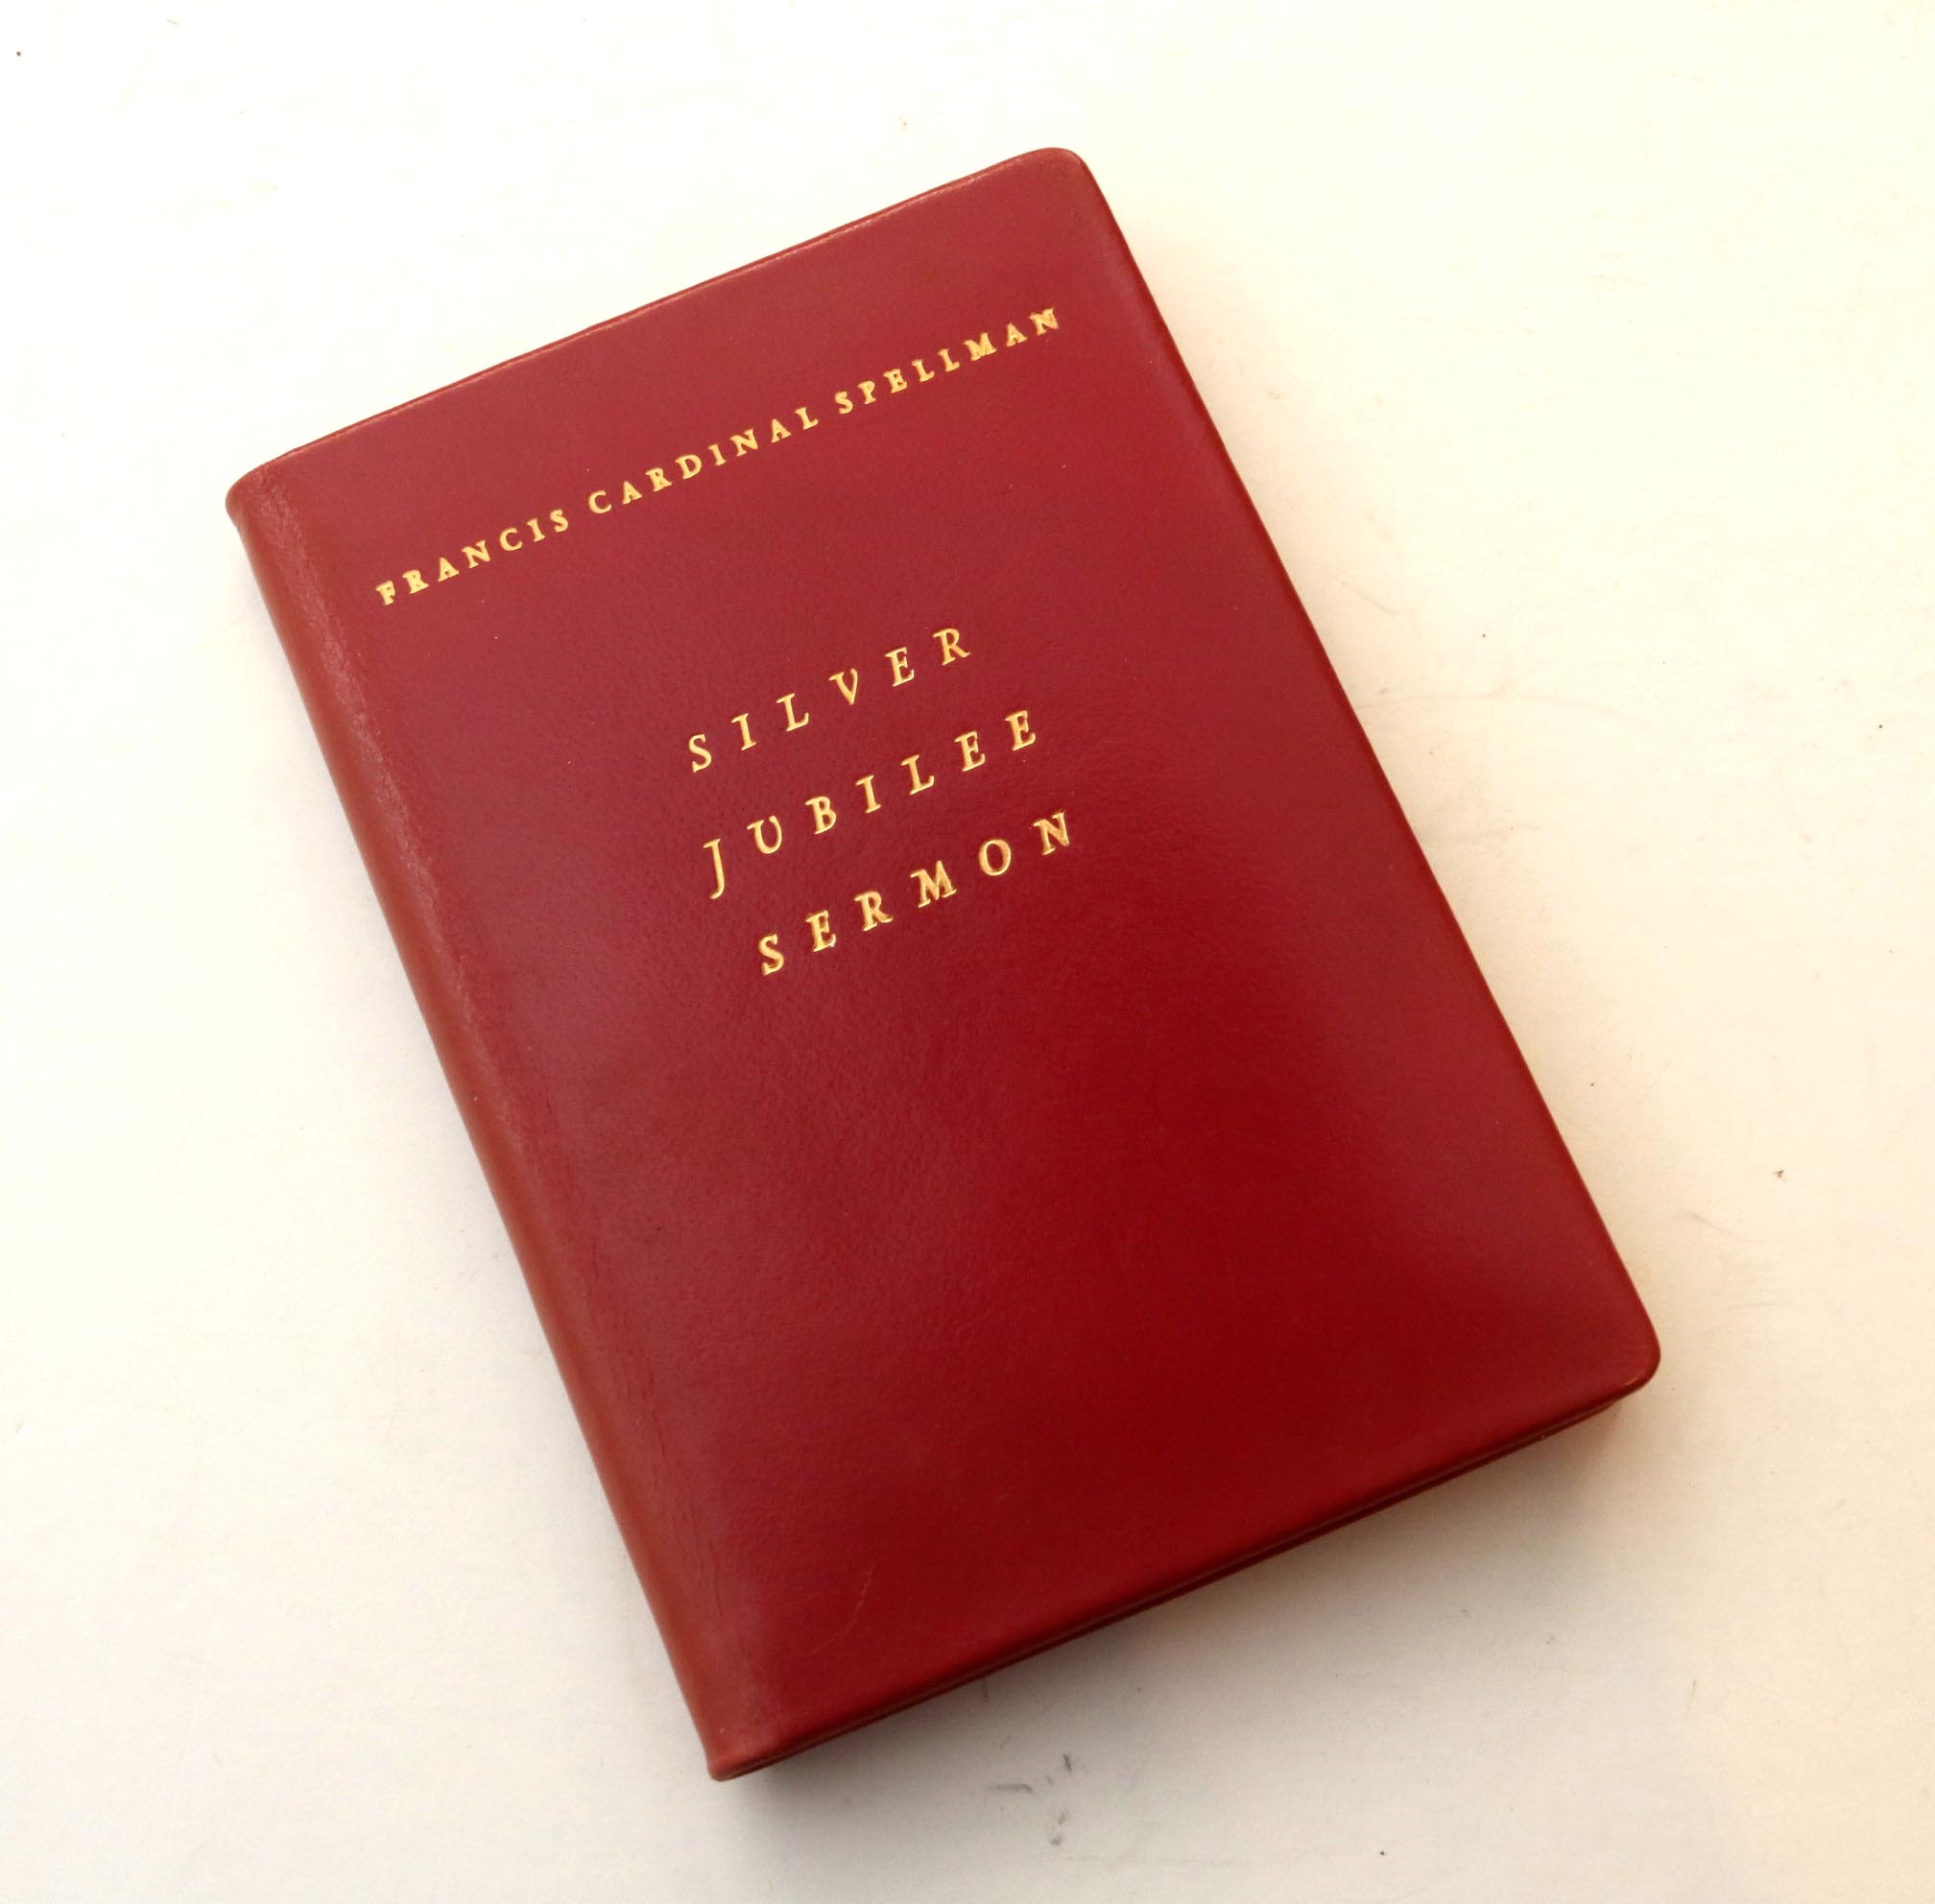 FRANCIS CARDINAL SPELLMAN
SILVER
JUBILEE
SERMON